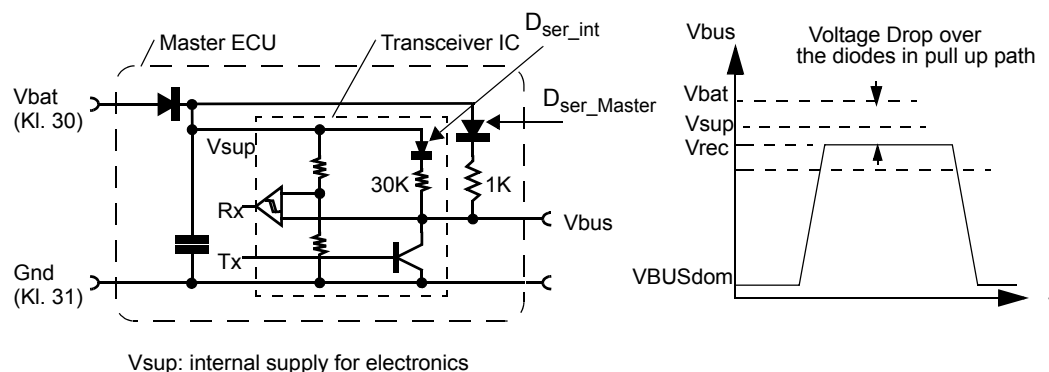 Master ECU
Transceiver IC
Dser_int
Vbat
(Kl. 30)
Dser_Master
Vsup
30K
1K
Rx
Vbus
Tx
Gnd
(Kl. 31)
Vsup: internal supply for electronics
Vbus
Voltage Drop over
the diodes in pull up path
Vbat
Vsup
Vrec
VBUSdom